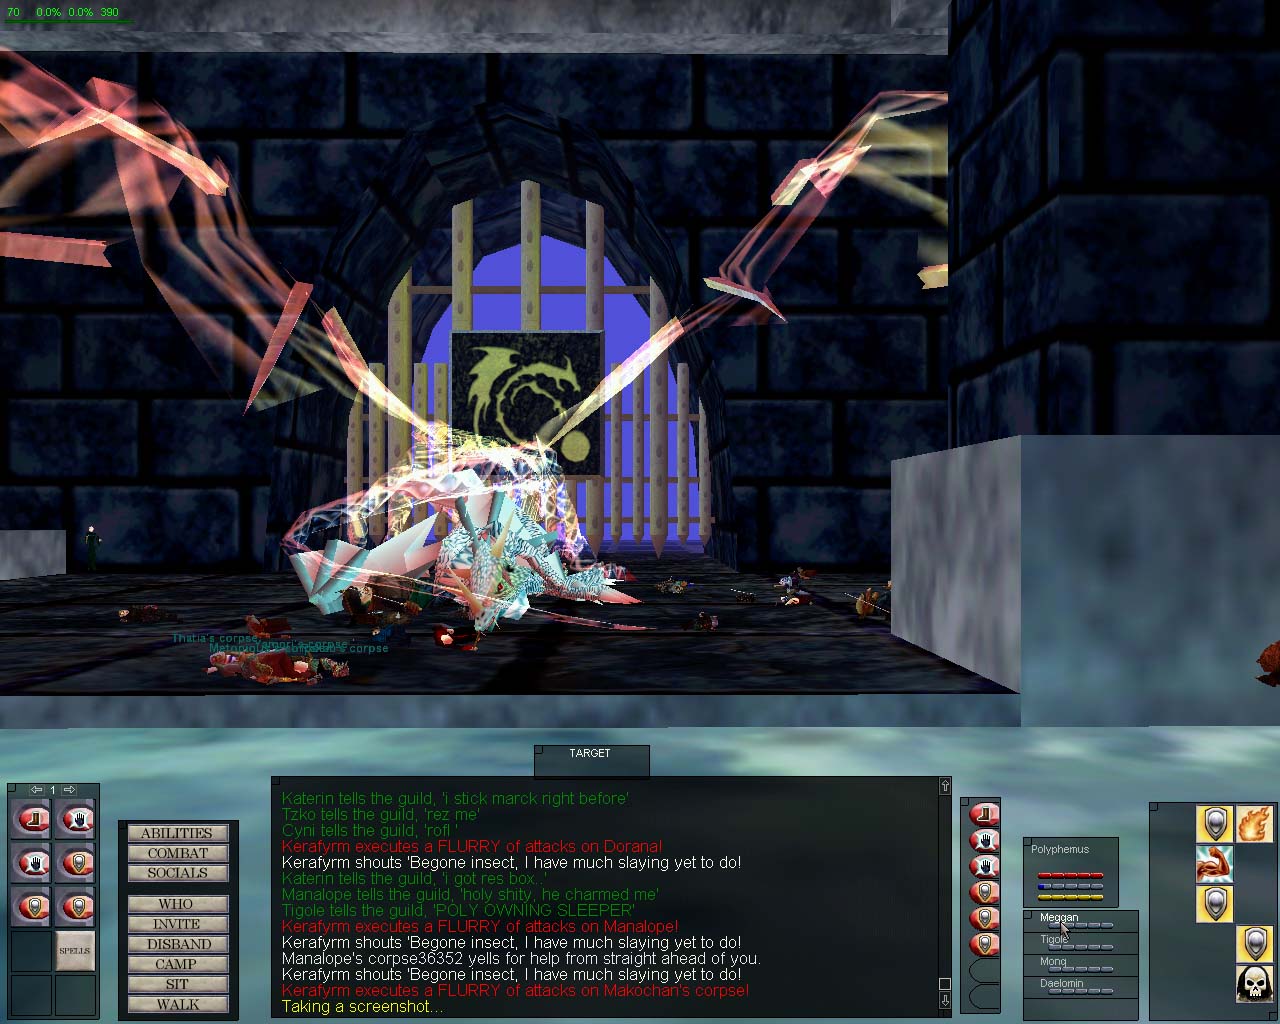 70 0.0% 0.0% 390
Thatia's corpse
corpse
TARGET
1
SPELLS
ABILITIES
COMBAT
SOCIALS
WHO
INVITE
DISBAND
CAMP
SIT
WALK
Katerin tells the guild, 'i stick marck right before'
Tzko tells the guild, 'rez me'
Cyni tells the guild, 'rofl '
Kerafyrm executes a FLURRY of attacks on Dorana!
Kerafyrm shouts 'Begone insect, I have much slaying yet to do!
Katerin tells the guild, 'i got res box..'
Manalope tells the guild, 'holy shity, he charmed me'
Tigole tells the guild, 'POLY OWNING SLEEPER'
Kerafyrm executes a FLURRY of attacks on Manalope!
Kerafyrm shouts 'Begone insect, I have much slaying yet to do!
Manalope's corpse36352 yells for help from straight ahead of you.
Kerafyrm shouts 'Begone insect, I have much slaying yet to do!
Kerafyrm executes a FLURRY of attacks on Makochan's corpse!
Taking a screenshot...
Polyphemus
Meggan
Tigole
Mong
Daelomin